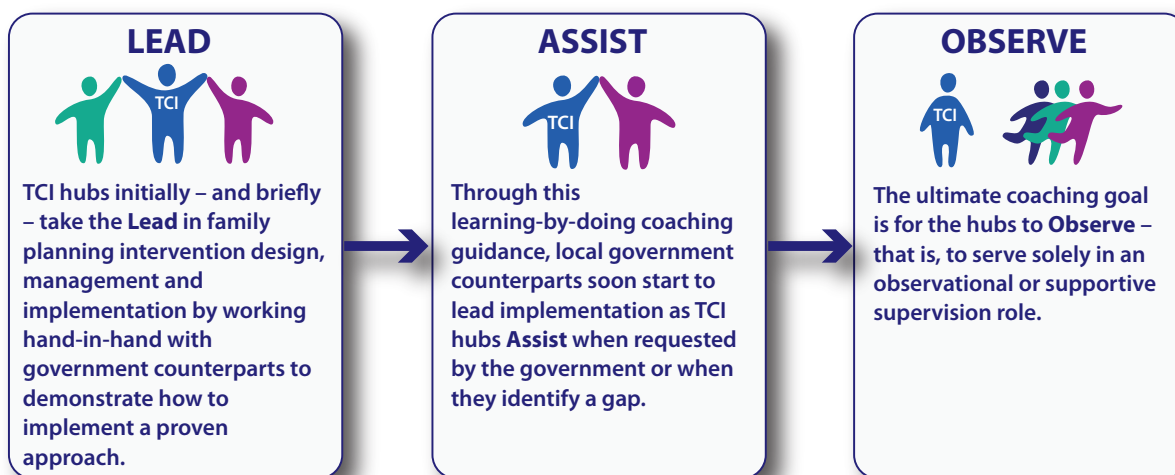 LEAD
TCI
TCI hubs initially – and briefly
– take the Lead in family
planning intervention design,
management and
implementation by working
hand-in-hand with
government counterparts to
demonstrate how to
implement a proven
approach.
ASSIST
TCI
Through this
learning-by-doing coaching
guidance, local government
counterparts soon start to
lead implementation as TCI
hubs Assist when requested
by the government or when
they identify a gap.
OBSERVE
TCI
The ultimate coaching goal
is for the hubs to Observe –
that is, to serve solely in an
observational or supportive
supervision role.